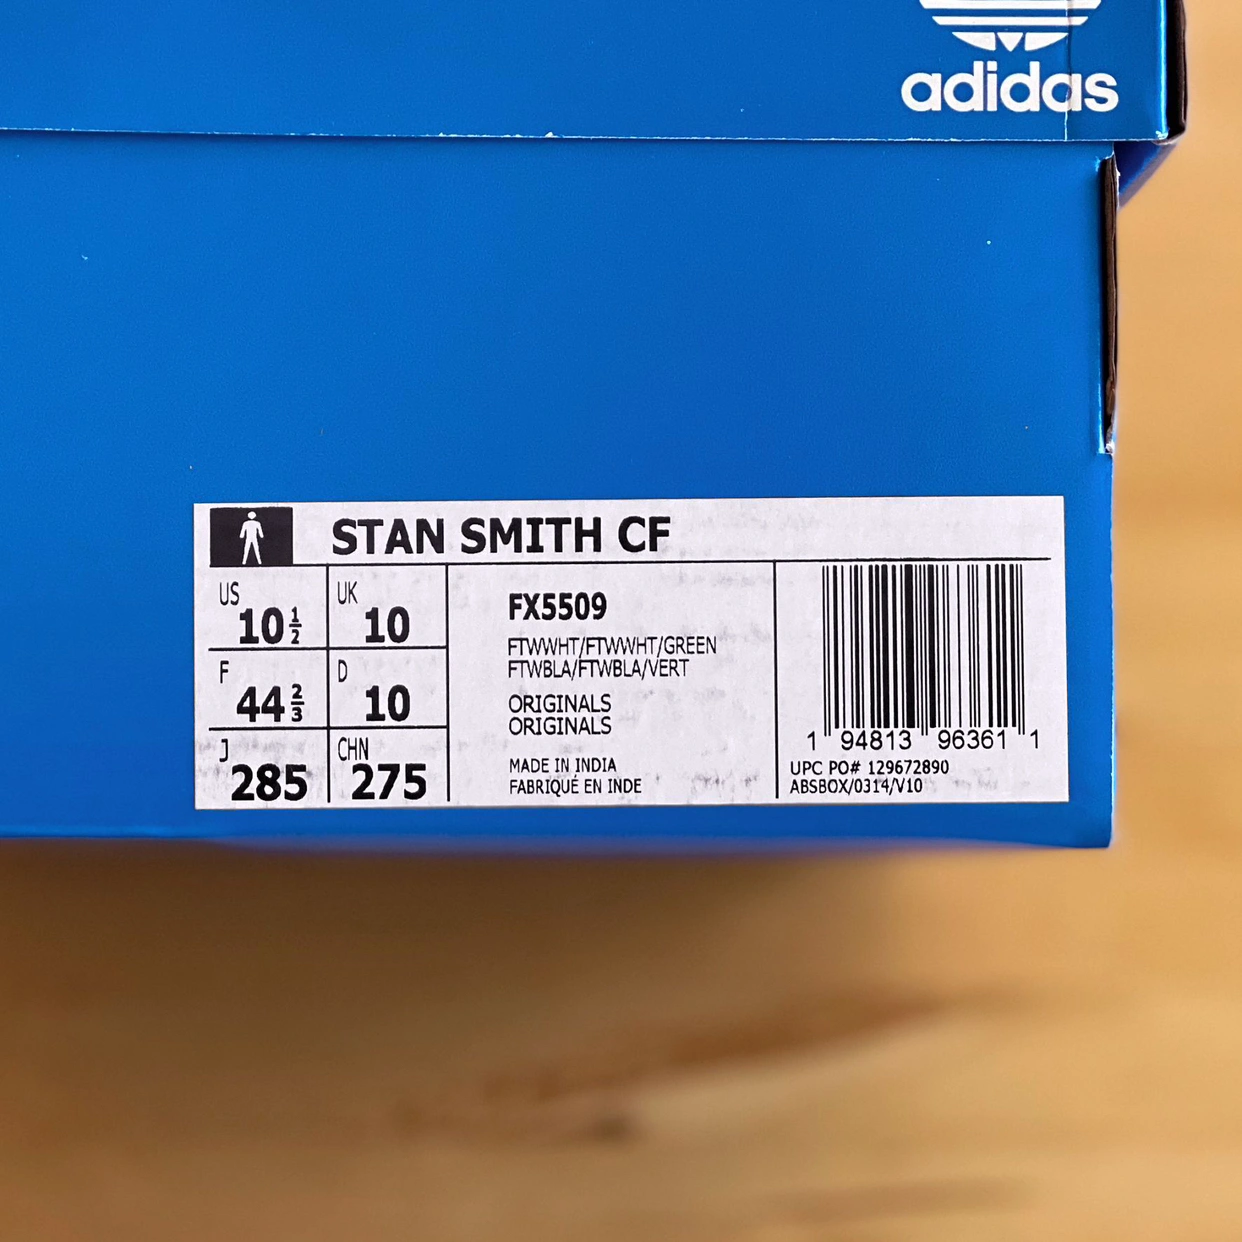 adidas
STAN SMITH CF
US 10 1/2
UK 10
F 44 2/3
D 10
J 285
CHN 275
FX5509
FTWWHT/FTWWHT/GREEN
FTWBLA/FTWBLA/VERT
ORIGINALS
ORIGINALS
MADE IN INDIA
FABRIQUÉ EN INDE
1 94813 96361 1
UPC PO# 129672890
ABSBOX/0314/V10